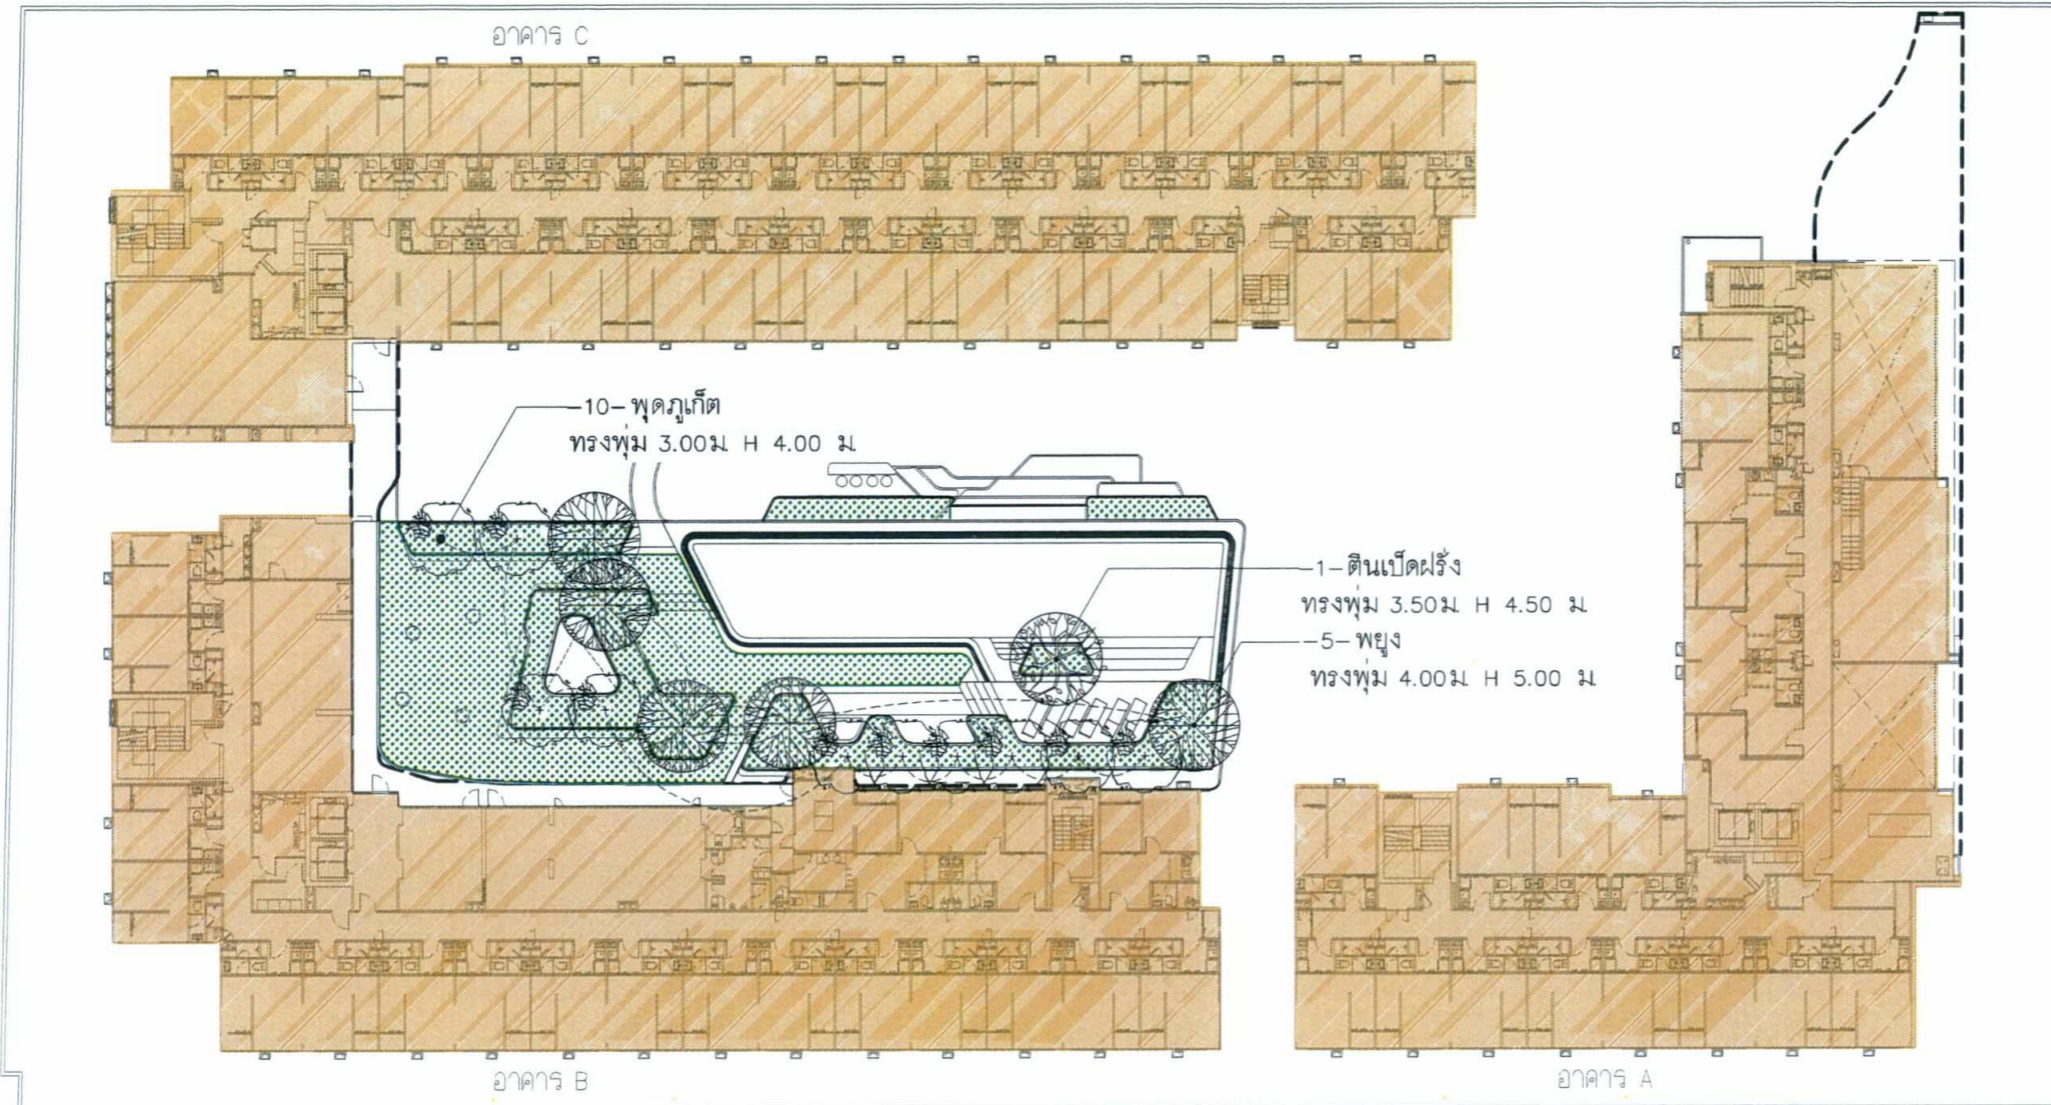 อาคาร C
-10-พุดภูเก็ต
ทรงพุ่ม 3.00ม. H 4.00 ม.
-1-ตีนเป็ดฝรั่ง
ทรงพุ่ม 3.50ม. H 4.50 ม.
-5-พยุง
ทรงพุ่ม 4.00ม. H 5.00 ม.
อาคาร B
อาคาร A